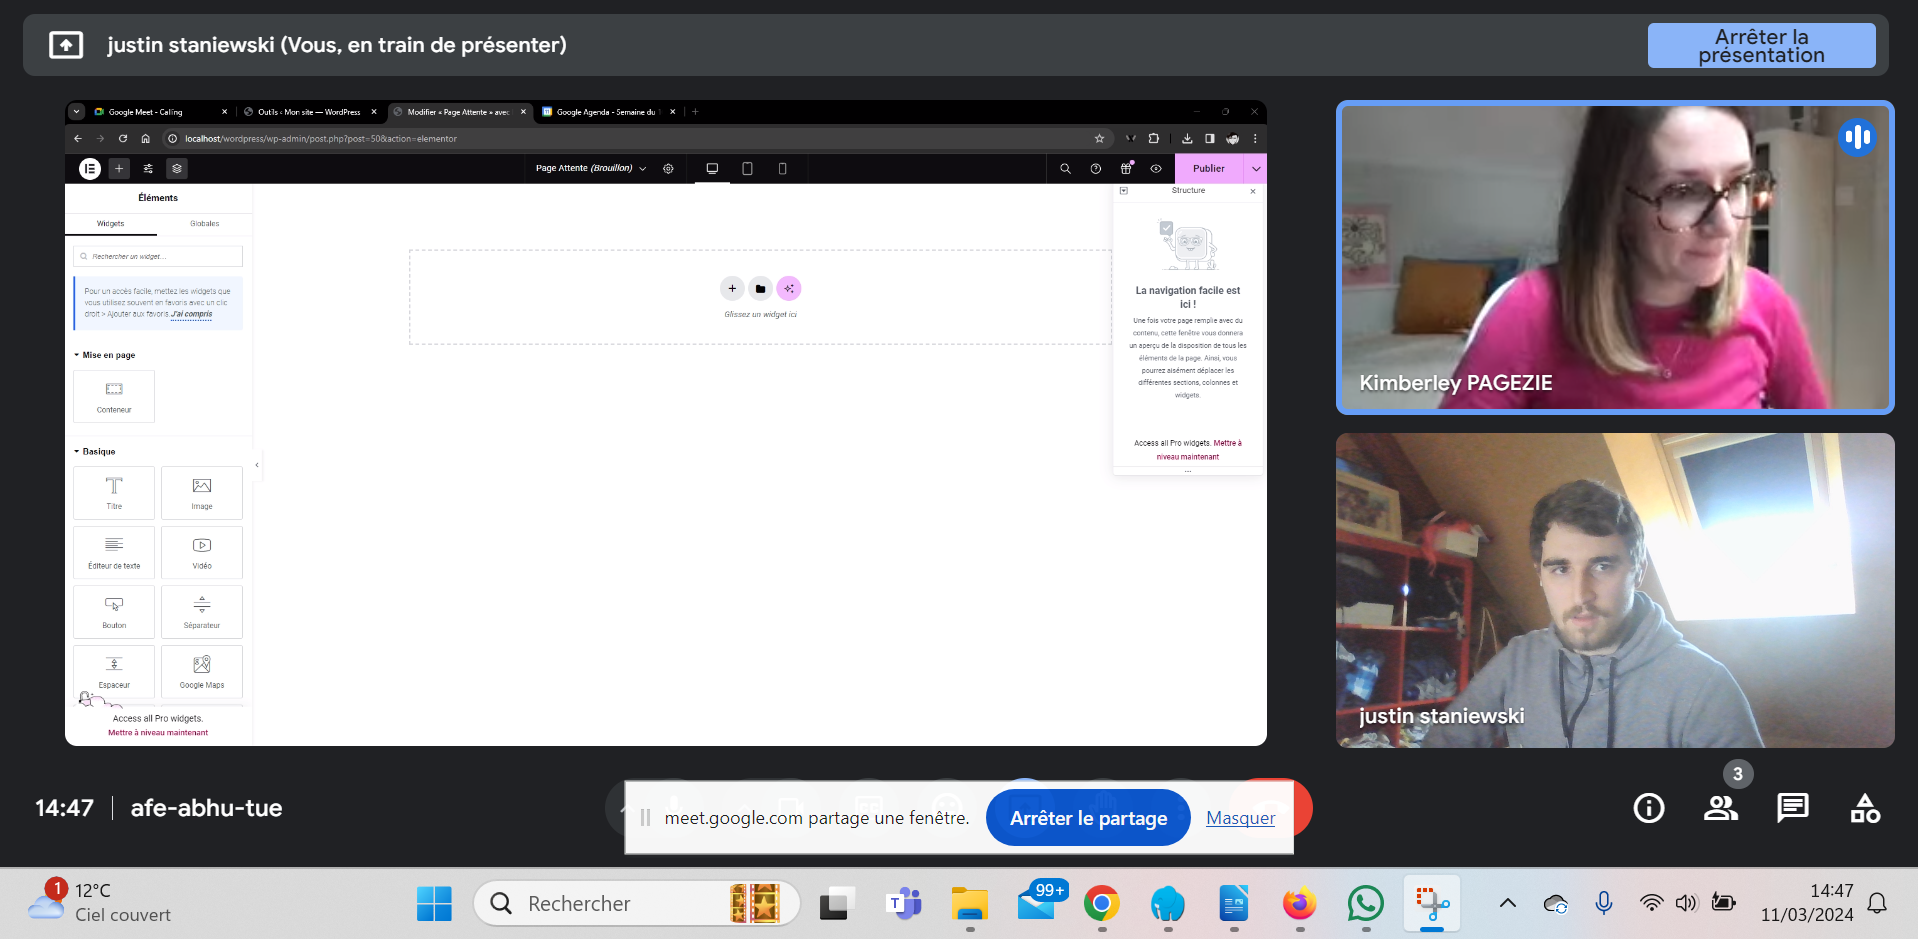 justin staniewski (Vous, en train de présenter)
Arrêter la
présentation
Google Meet - Calling
Outils ‹ Mon site — WordPress
Modifier « Page Attente » avec
Google Agenda - Semaine du 1
localhost/wordpress/wp-admin/post.php?post=50&action=elementor
Page Attente (Brouillon)
Publier
Éléments
Widgets
Globales
Rechercher un widget...
Pour un accès facile, mettez les widgets que
vous utilisez souvent en favoris avec un clic
droit > Ajouter aux favoris. J'ai compris
Mise en page
Conteneur
Basique
Titre
Image
Éditeur de texte
Vidéo
Bouton
Séparateur
Espaceur
Google Maps
Access all Pro widgets.
Mettre à niveau maintenant
Glissez un widget ici
Structure
La navigation facile est
ici !
Une fois votre page remplie avec du
contenu, cette fenêtre vous donnera
un aperçu de la disposition de tous les
éléments de la page. Ainsi, vous
pourrez aisément déplacer les
différentes sections, colonnes et
widgets.
Access all Pro widgets. Mettre à
niveau maintenant
Kimberley PAGEZIE
justin staniewski
14:47
afe-abhu-tue
meet.google.com partage une fenêtre.
Arrêter le partage
Masquer
3
1
12°C
Ciel couvert
Rechercher
99+
14:47
11/03/2024